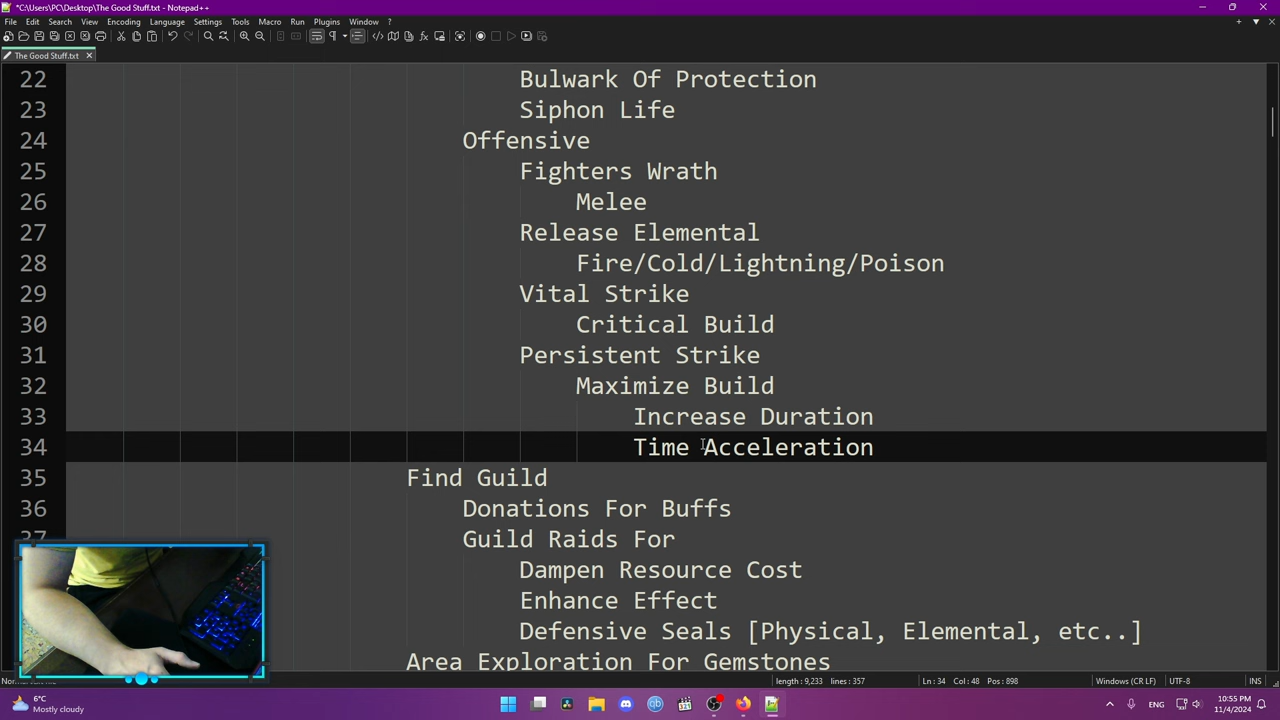 *C:\Users\PC\Desktop\The Good Stuff.txt - Notepad++
File Edit Search View Encoding Language Settings Tools Macro Run Plugins Window ?
The Good Stuff.txt
22 Bulwark Of Protection
23 Siphon Life
24 Offensive
25 Fighters Wrath
26 Melee
27 Release Elemental
28 Fire/Cold/Lightning/Poison
29 Vital Strike
30 Critical Build
31 Persistent Strike
32 Maximize Build
33 Increase Duration
34 Time Acceleration
35 Find Guild
36 Donations For Buffs
37 Guild Raids For
Dampen Resource Cost
Enhance Effect
Defensive Seals [Physical, Elemental, etc..]
Area Exploration For Gemstones
length : 9,233 lines : 357 Ln : 34 Col : 48 Pos : 898 Windows (CR LF) UTF-8 INS
6°C
Mostly cloudy
ENG
10:55 PM
11/4/2024